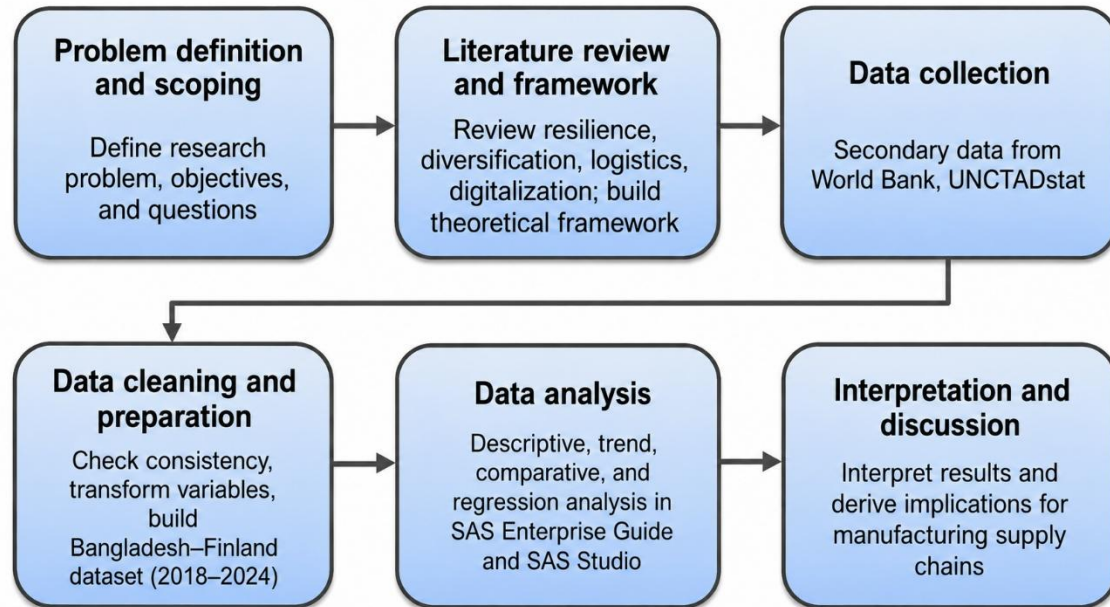 Problem definition
and scoping
Define research
problem, objectives,
and questions
Literature review
and framework
Review resilience,
diversification, logistics,
digitalization; build
theoretical framework
Data collection
Secondary data from
World Bank, UNCTADstat
Data cleaning and
preparation
Check consistency,
transform variables,
build
Bangladesh–Finland
dataset (2018–2024)
Data analysis
Descriptive, trend,
comparative, and
regression analysis in
SAS Enterprise Guide
and SAS Studio
Interpretation and
discussion
Interpret results and
derive implications for
manufacturing supply
chains